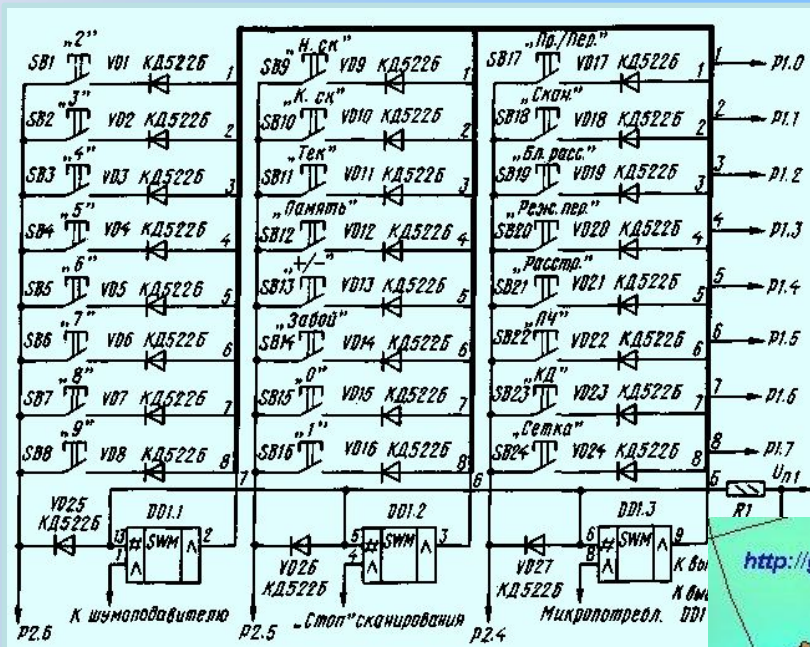 „2" „Н. ск" „Пр./Пер."
SB1 VD1 КД522Б 1 SB9 VD9 КД522Б 1 SB17 VD17 КД522Б 1 1 P1.0
„3" „К. ск" „Скан."
SB2 VD2 КД522Б 2 SB10 VD10 КД522Б 2 SB18 VD18 КД522Б 2 2 P1.1
„4" „Тек" „Бл. расс."
SB3 VD3 КД522Б 3 SB11 VD11 КД522Б 3 SB19 VD19 КД522Б 3 3 P1.2
„5" „Память" „Реж. пер."
SB4 VD4 КД522Б 4 SB12 VD12 КД522Б 4 SB20 VD20 КД522Б 4 4 P1.3
„6" „+/–" „Расстр."
SB5 VD5 КД522Б 5 SB13 VD13 КД522Б 5 SB21 VD21 КД522Б 5 5 P1.4
„7" „Забой" „ПЧ"
SB6 VD6 КД522Б 6 SB14 VD14 КД522Б 6 SB22 VD22 КД522Б 6 6 P1.5
„8" „0" „КД"
SB7 VD7 КД522Б 7 SB15 VD15 КД522Б 7 SB23 VD23 КД522Б 7 7 P1.6
„9" „1" „Сетка"
SB8 VD8 КД522Б 8 SB16 VD16 КД522Б 8 SB24 VD24 КД522Б 8 8 P1.7
7 6 5 Uп1
VD25 КД522Б DD1.1 DD1.2 DD1.3 R1
13 # SWM ^ 2 5 # SWM ^ 3 6 # SWM ^ 9
1 ^ 4 ^ 8 ^
VD26 КД522Б VD27 КД522Б
К шумоподавителю „Стоп" сканирования Микропотребл. DD1
P2.6 P2.5 P2.4
http://